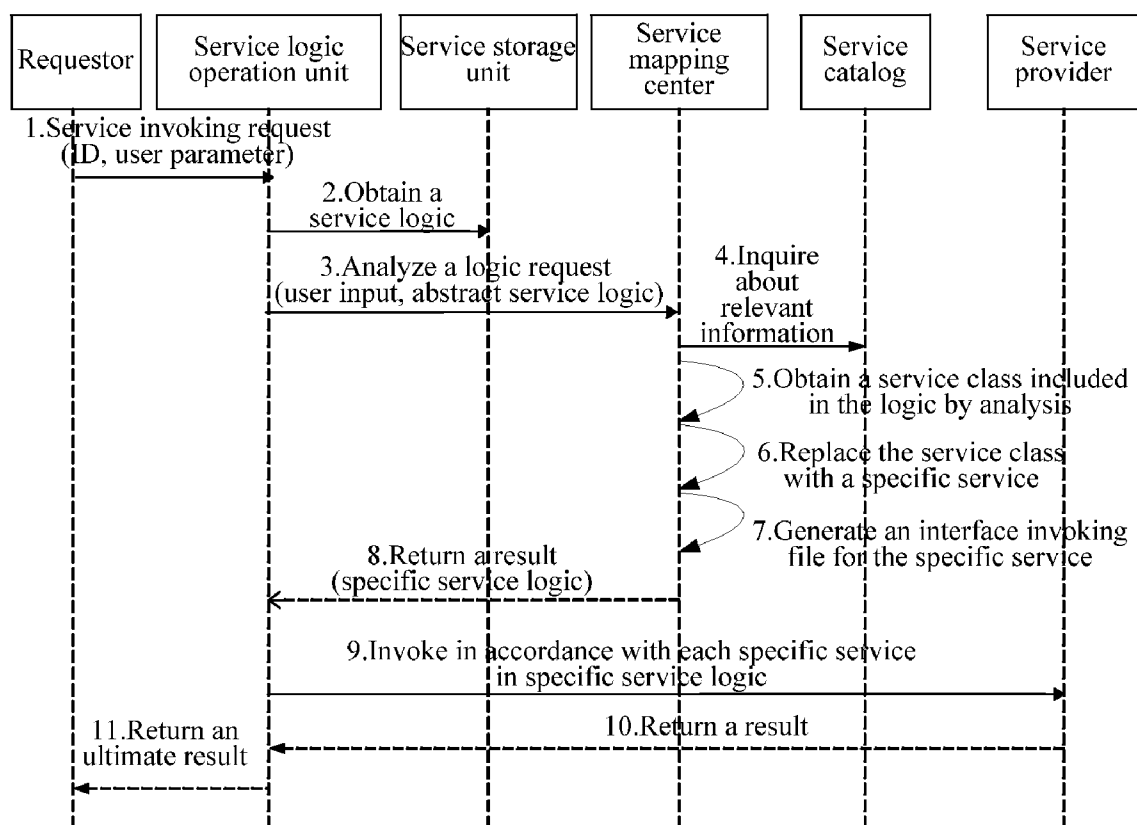 Requestor
Service logic
operation unit
Service storage
unit
Service
mapping
center
Service
catalog
Service
provider
1.Service invoking request
(ID, user parameter)
2.Obtain a
service logic
3.Analyze a logic request
(user input, abstract service logic)
4.Inquire
about
relevant
information
5.Obtain a service class included
in the logic by analysis
6.Replace the service class
with a specific service
7.Generate an interface invoking
file for the specific service
8.Return a result
(specific service logic)
9.Invoke in accordance with each specific service
in specific service logic
10.Return a result
11.Return an
ultimate result